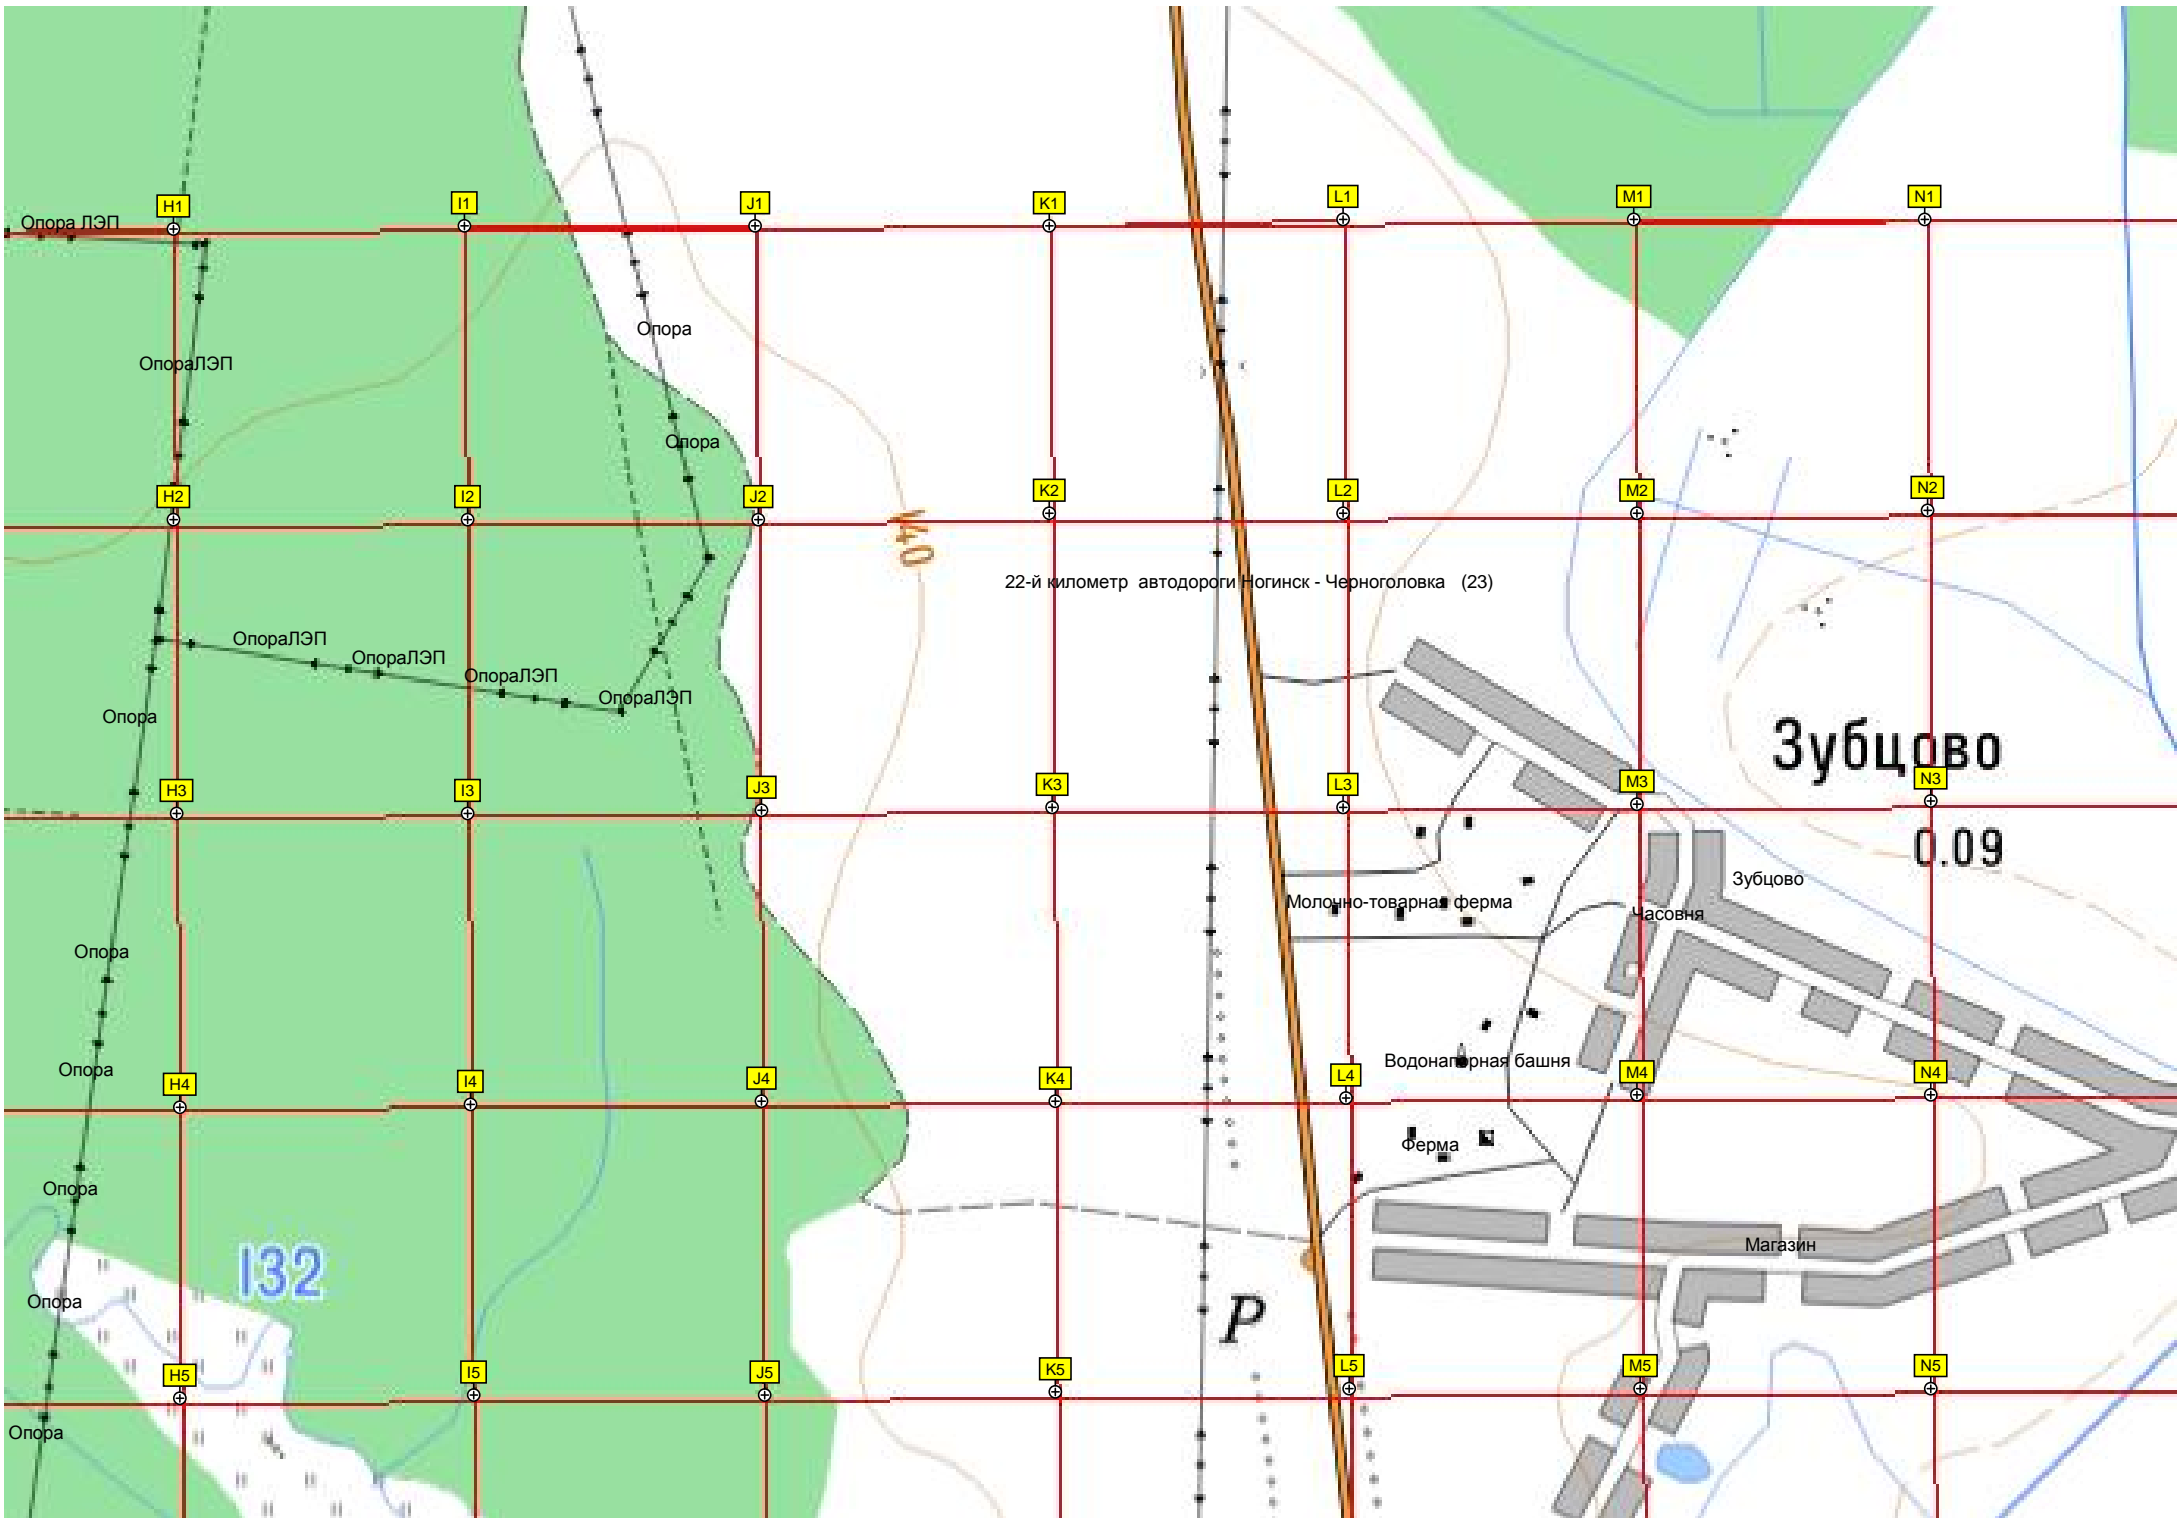 H1 I1 J1 K1 L1 M1 N1
Опора ЛЭП
Опора
ОпораЛЭП
Опора
H2 I2 J2 K2 L2 M2 N2
140
22-й километр автодороги Ногинск - Черноголовка (23)
ОпораЛЭП
ОпораЛЭП
ОпораЛЭП
ОпораЛЭП
Опора
Зубцово
H3 I3 J3 K3 L3 M3 N3
0.09
Зубцово
Молочно-товарная ферма
Часовня
Опора
Водонапорная башня
Опора
H4 I4 J4 K4 L4 M4 N4
Ферма
Опора
Магазин
132
Опора
Р
H5 I5 J5 K5 L5 M5 N5
Опора